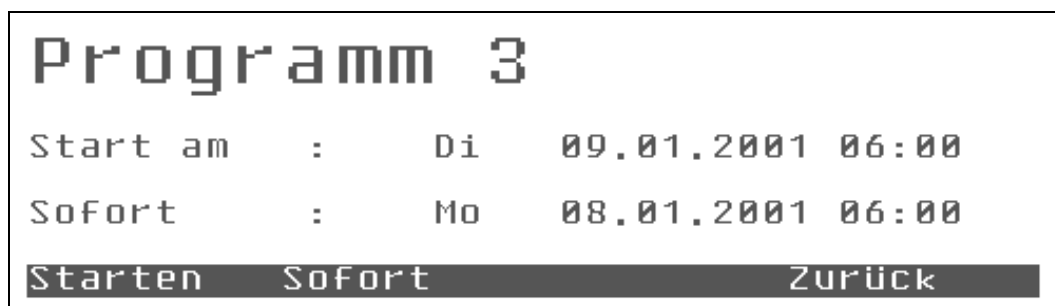 Programm 3
Start am : Di 09.01.2001 06:00
Sofort : Mo 08.01.2001 06:00
Starten Sofort Zurück